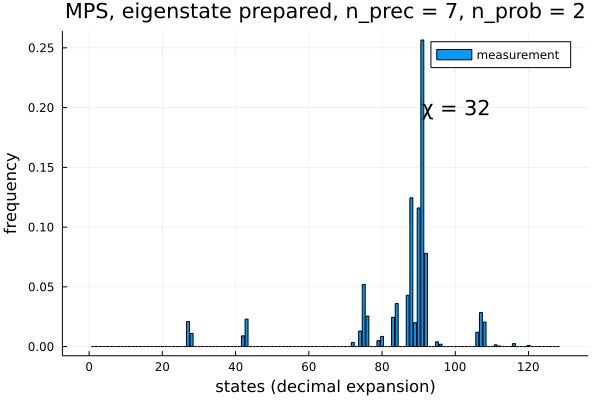 MPS, eigenstate prepared, n_prec = 7, n_prob = 2
0.25
measurement
0.20
χ = 32
0.15
frequency
0.10
0.05
0.00
0 20 40 60 80 100 120
states (decimal expansion)